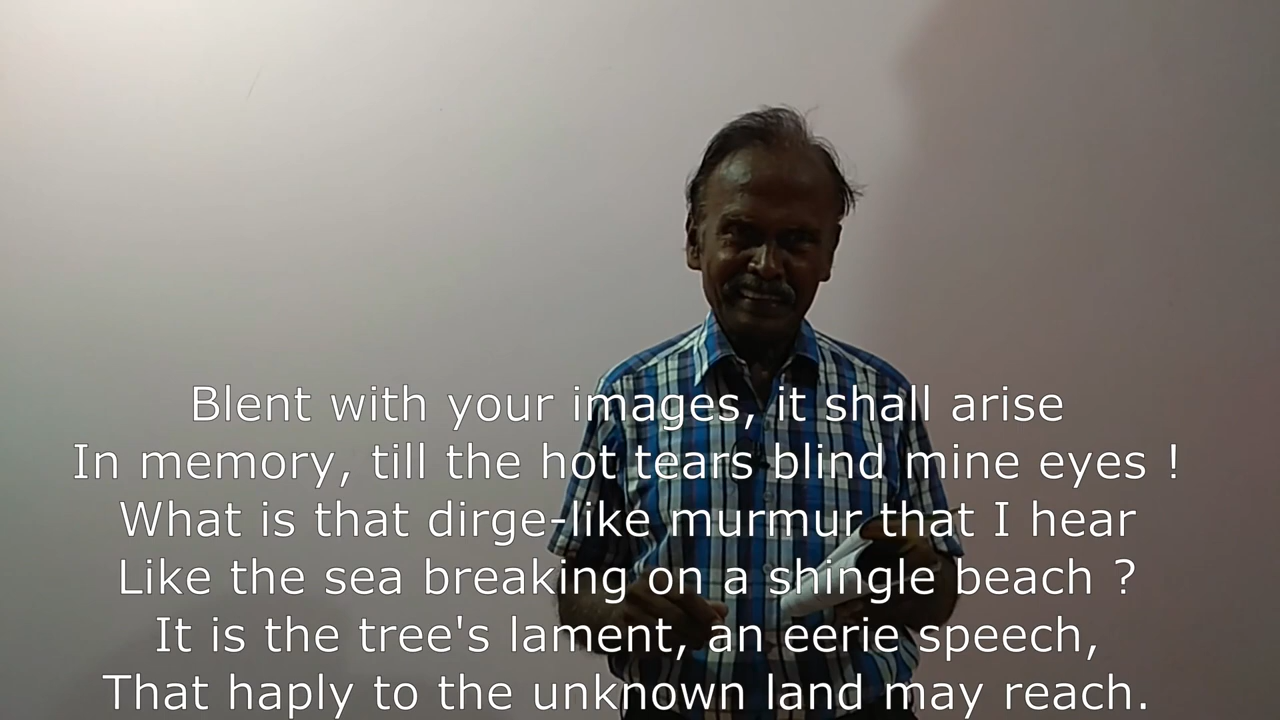 Blent with your images, it shall arise
In memory, till the hot tears blind mine eyes !
What is that dirge-like murmur that I hear
Like the sea breaking on a shingle beach ?
It is the tree's lament, an eerie speech,
That haply to the unknown land may reach.